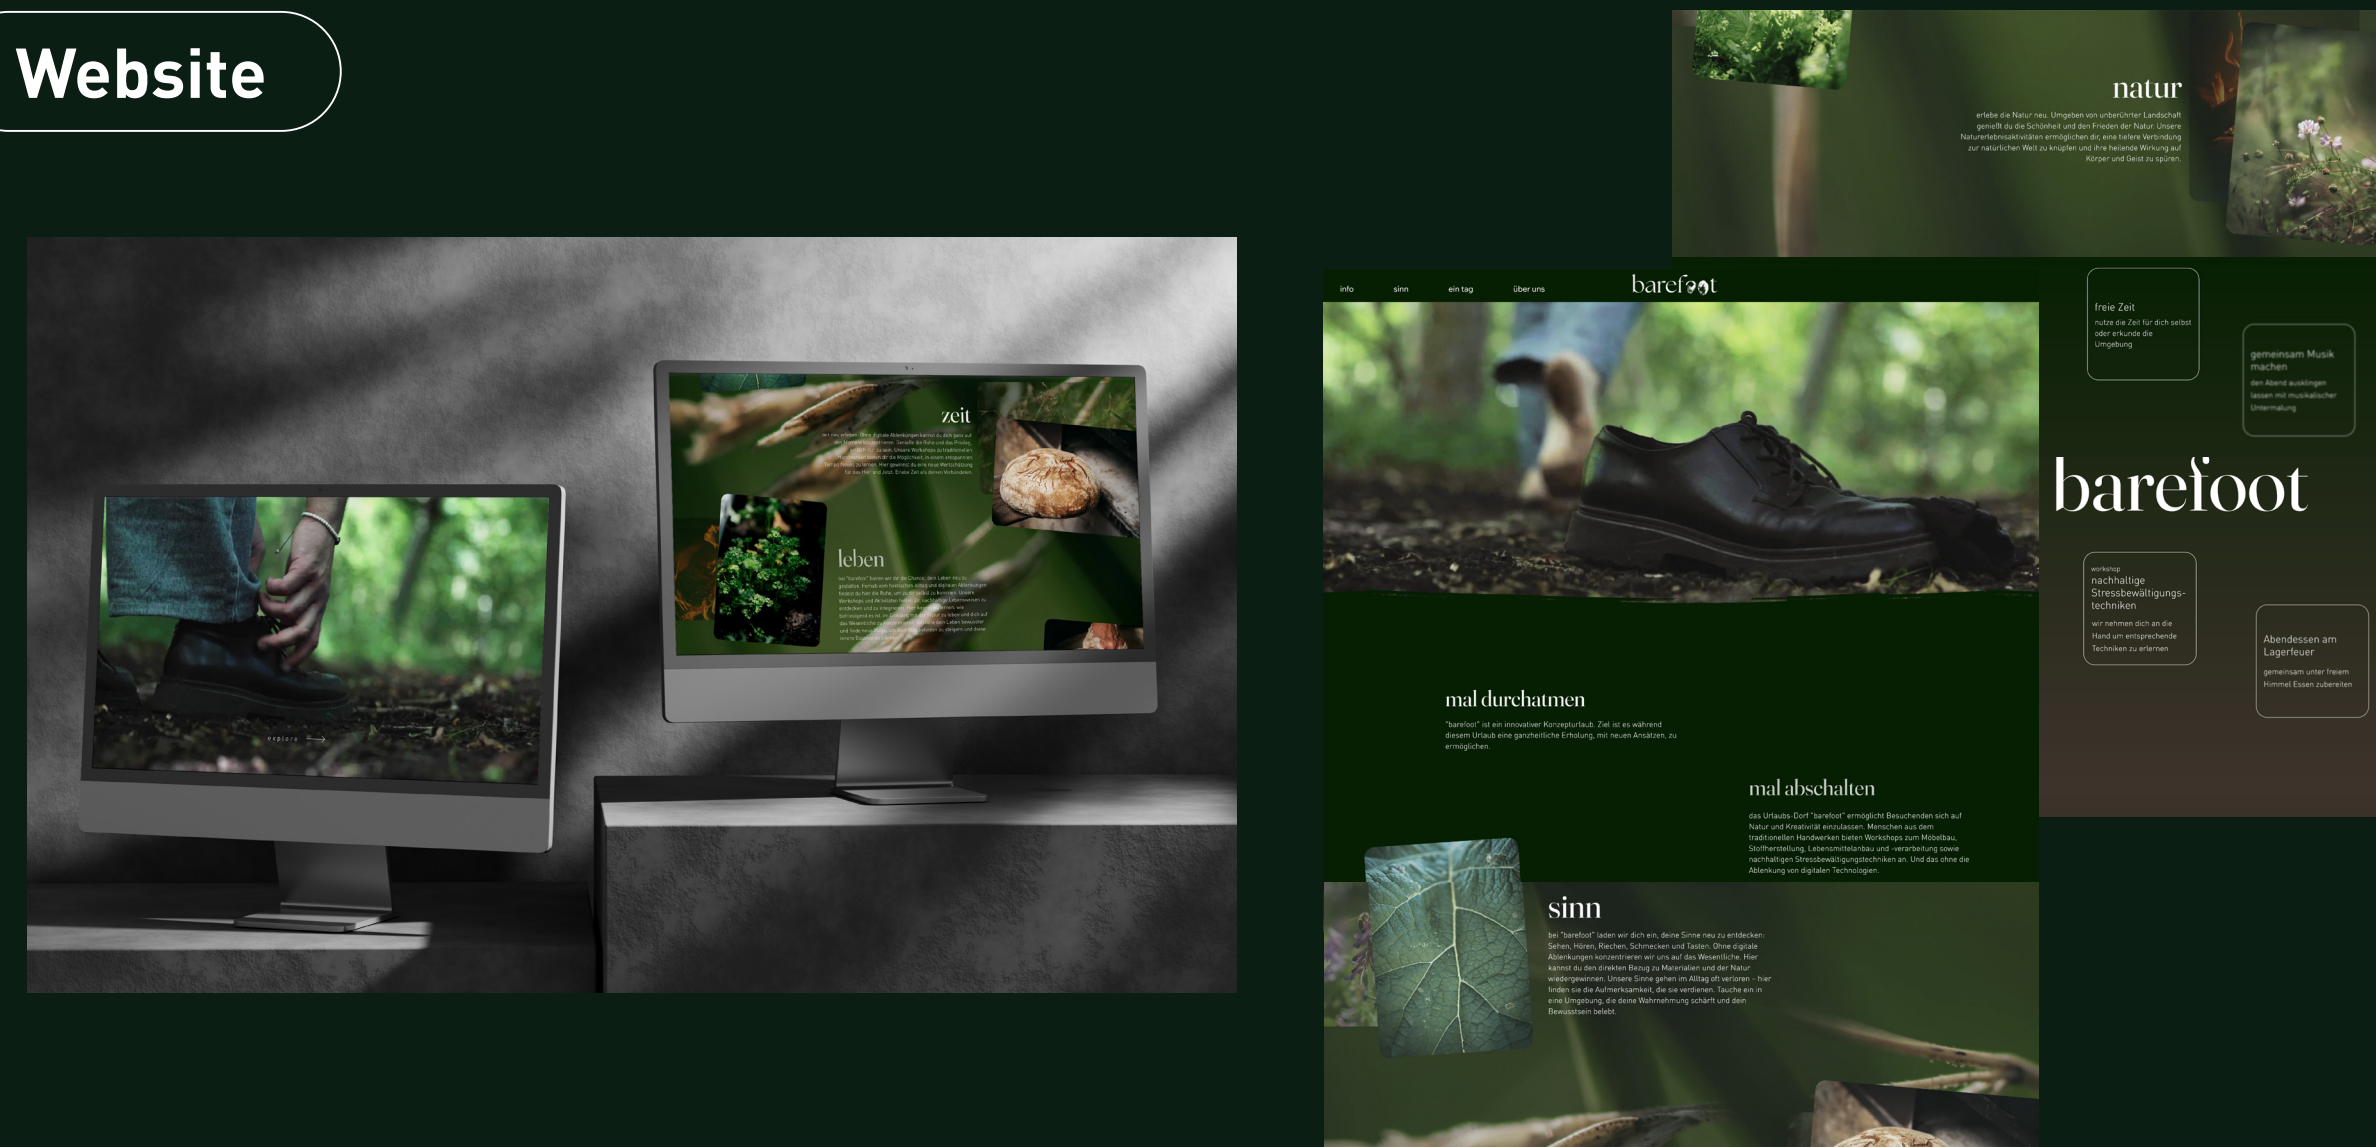 Website
natur
erlebe die Natur neu. Umgeben von unberührter Landschaft
genießt du die Schönheit und den Frieden der Natur. Unsere
Naturerlebnisaktivitäten ermöglichen dir, eine tiefere Verbindung
zur natürlichen Welt zu knüpfen und ihre heilende Wirkung auf
Körper und Geist zu spüren.
explore
zeit
leben
info
sinn
ein tag
über uns
barefoot
mal durchatmen
"barefoot" ist ein innovativer Konzepturlaub. Ziel ist es während
diesem Urlaub eine ganzheitliche Erholung, mit neuen Ansätzen, zu
ermöglichen.
mal abschalten
das Urlaubs-Dorf "barefoot" ermöglicht Besuchenden sich auf
Natur und Kreativität einzulassen. Menschen aus dem
traditionellen Handwerken bieten Workshops zum Möbelbau,
Stoffherstellung, Lebensmittelanbau und -verarbeitung sowie
nachhaltigen Stressbewältigungstechniken an. Und das ohne die
Ablenkung von digitalen Technologien.
sinn
bei "barefoot" laden wir dich ein, deine Sinne neu zu entdecken:
Sehen, Hören, Riechen, Schmecken und Tasten. Ohne digitale
Ablenkungen konzentrieren wir uns auf das Wesentliche. Hier
kannst du den direkten Bezug zu Materialien und der Natur
wiedergewinnen. Unsere Sinne gehen im Alltag oft verloren – hier
finden sie die Aufmerksamkeit, die sie verdienen. Tauche ein in
eine Umgebung, die deine Wahrnehmung schärft und dein
Bewusstsein belebt.
freie Zeit
nutze die Zeit für dich selbst
oder erkunde die
Umgebung
gemeinsam Musik
machen
den Abend ausklingen
lassen mit musikalischer
Untermalung
barefoot
workshop
nachhaltige
Stressbewältigungs-
techniken
wir nehmen dich an die
Hand um entsprechende
Techniken zu erlernen
Abendessen am
Lagerfeuer
gemeinsam unter freiem
Himmel Essen zubereiten